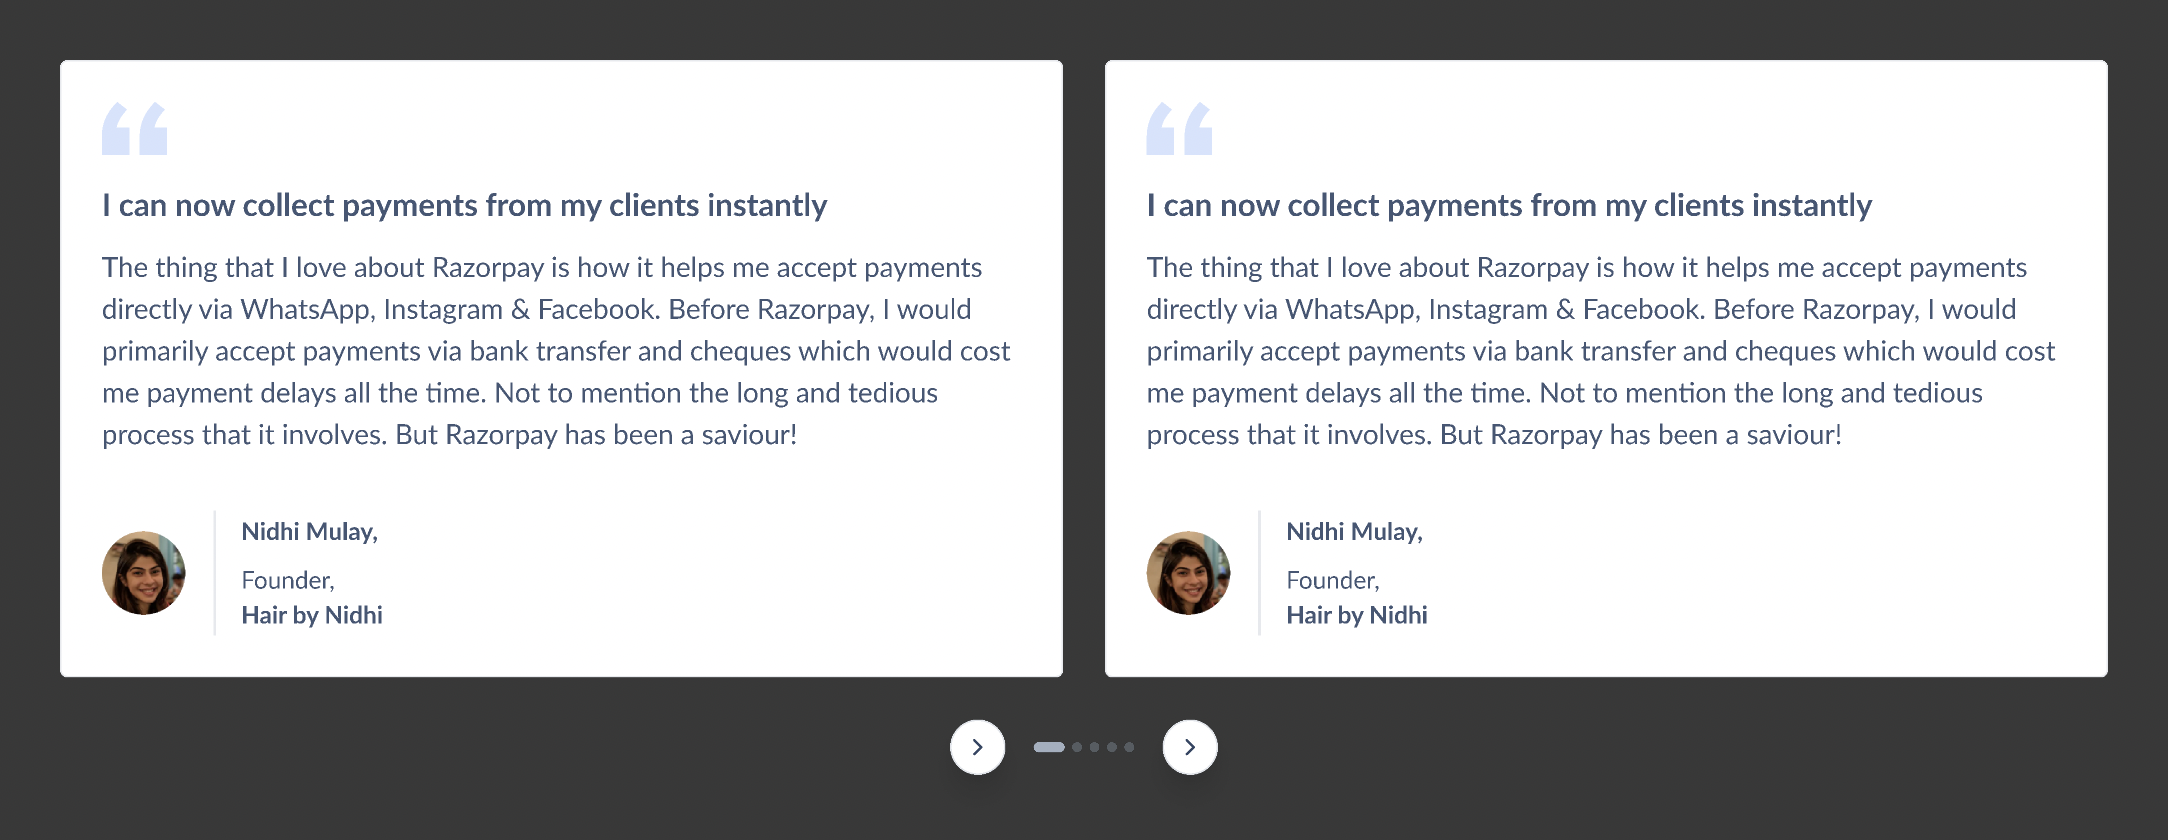 “
I can now collect payments from my clients instantly
The thing that I love about Razorpay is how it helps me accept payments
directly via WhatsApp, Instagram & Facebook. Before Razorpay, I would
primarily accept payments via bank transfer and cheques which would cost
me payment delays all the time. Not to mention the long and tedious
process that it involves. But Razorpay has been a saviour!
Nidhi Mulay,
Founder,
Hair by Nidhi
“
I can now collect payments from my clients instantly
The thing that I love about Razorpay is how it helps me accept payments
directly via WhatsApp, Instagram & Facebook. Before Razorpay, I would
primarily accept payments via bank transfer and cheques which would cost
me payment delays all the time. Not to mention the long and tedious
process that it involves. But Razorpay has been a saviour!
Nidhi Mulay,
Founder,
Hair by Nidhi